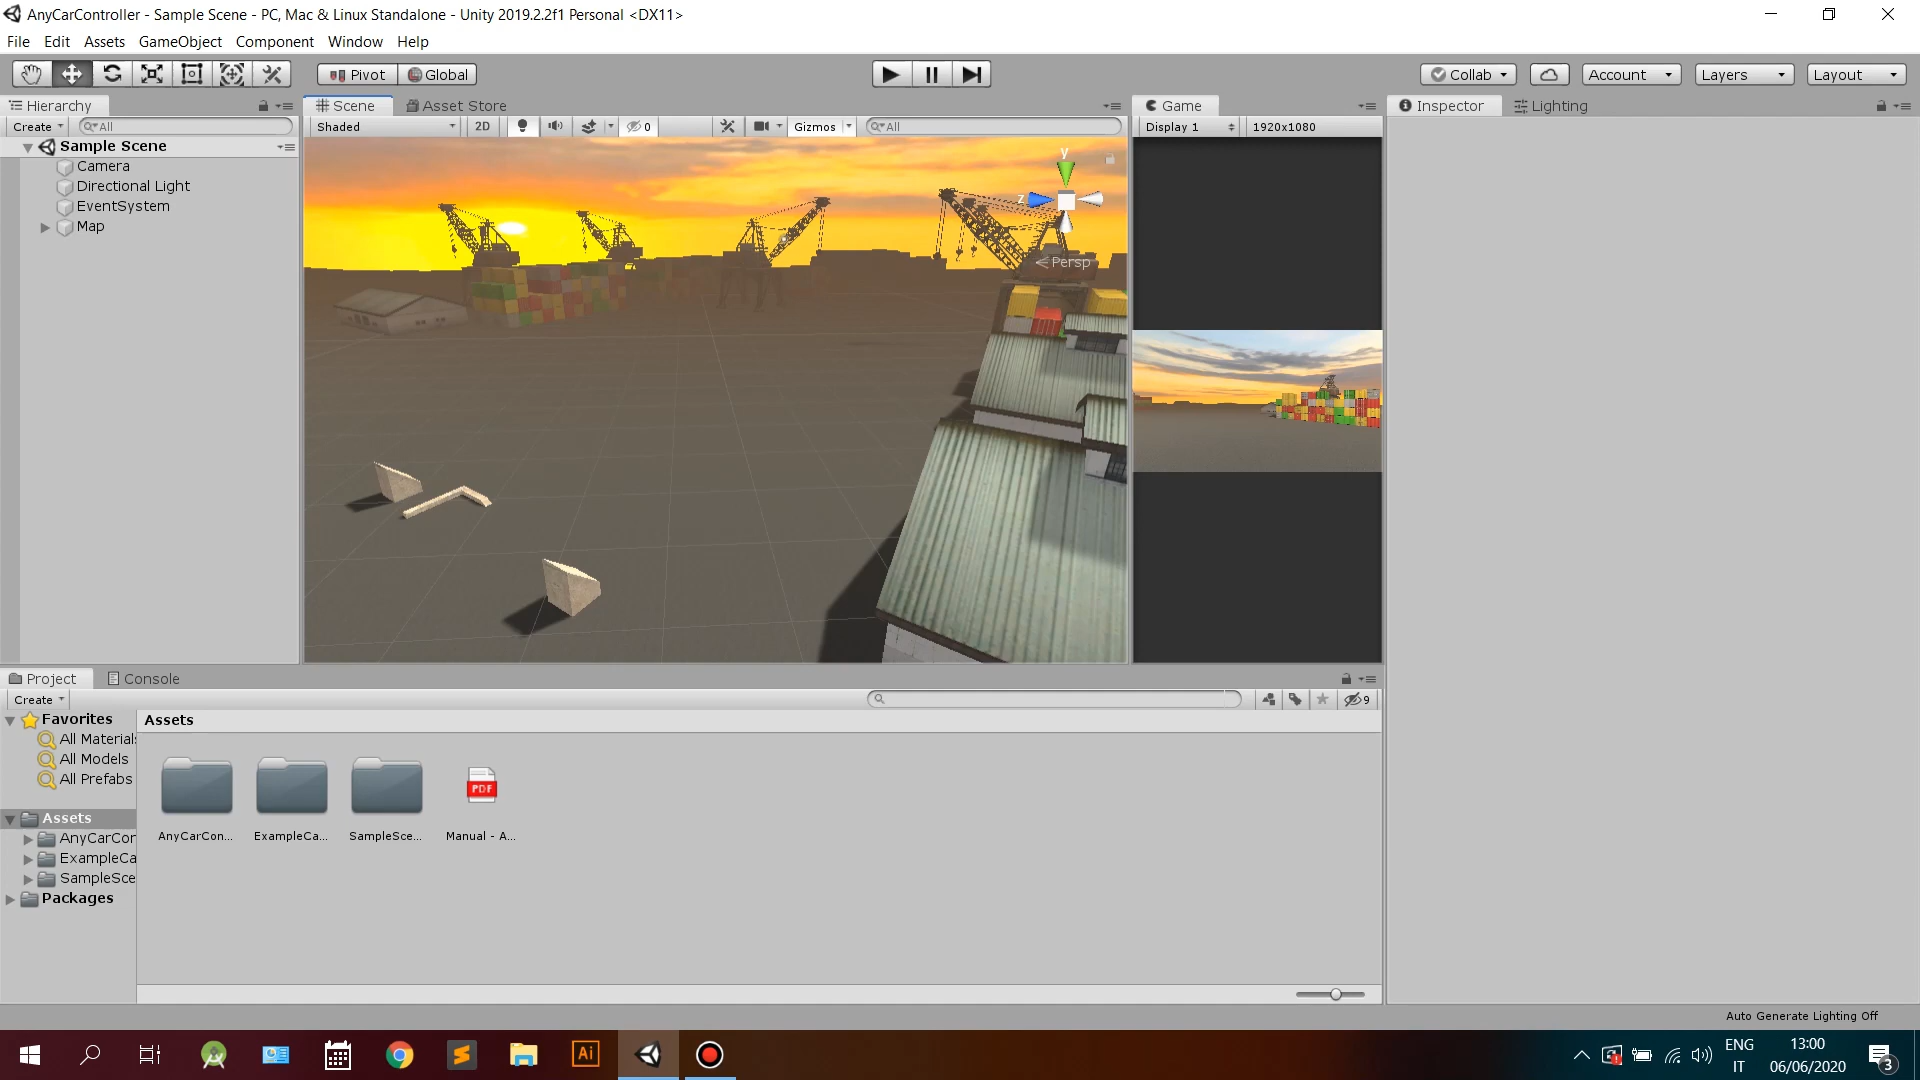 AnyCarController - Sample Scene - PC, Mac & Linux Standalone - Unity 2019.2.2f1 Personal <DX11>
File Edit Assets GameObject Component Window Help
Pivot Global Collab Account Layers Layout
Hierarchy Scene Asset Store Game Inspector Lighting
Create All Shaded 2D 0 Gizmos All Display 1 1920x1080
Sample Scene
Camera
Directional Light
EventSystem
Map
y
z
Persp
Project Console
Create 9
Favorites
All Material
All Models
All Prefabs
Assets
AnyCarCor
ExampleCa
SampleSce
Packages
Assets
PDF
AnyCarCon... ExampleCa... SampleSce... Manual - A...
Auto Generate Lighting Off
Ai
ENG
IT
13:00
06/06/2020
3